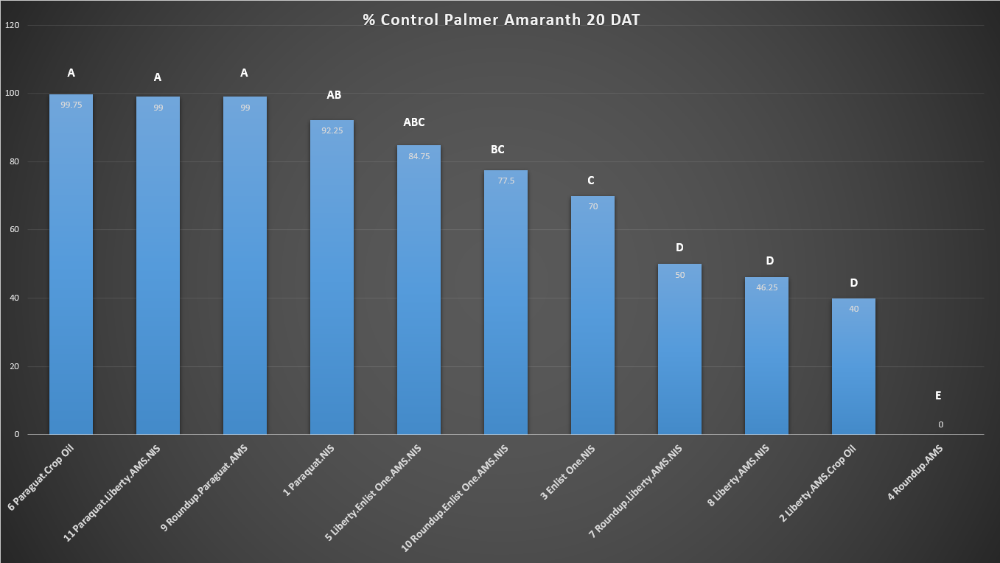 % Control Palmer Amaranth 20 DAT
120
100
80
60
40
20
0
A
A
A
AB
ABC
BC
C
D
D
D
E
99.75
99
99
92.25
84.75
77.5
70
50
46.25
40
0
6 Paraguat.Crop Oil
11 Paraquat.Liberty.AMS.NIS
9 Roundup.Paraguat.AMS
1 Paraquat.NIS
5 Liberty.Enlist One.AMS.NIS
10 Roundup.Enlist One.AMS.NIS
3 Enlist One.NIS
7 Roundup.Liberty.AMS.NIS
8 Liberty.AMS.NIS
2 Liberty.AMS.Crop Oil
4 Roundup.AMS